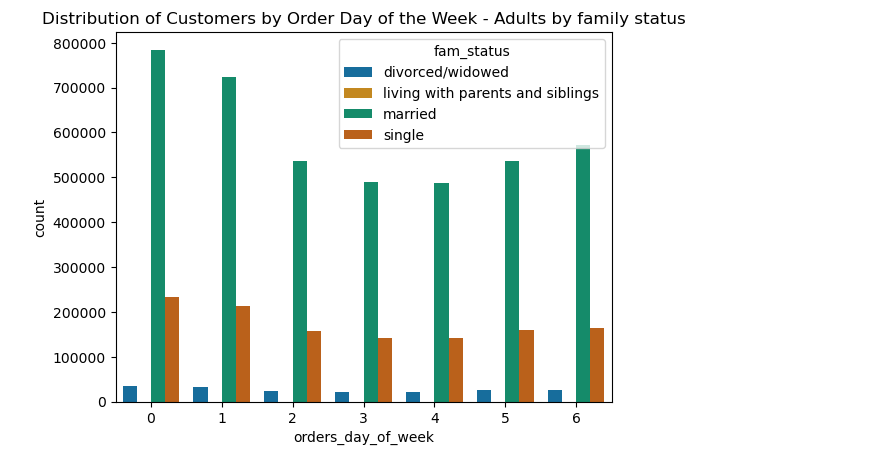 Distribution of Customers by Order Day of the Week - Adults by family status
800000
700000
600000
500000
400000
300000
200000
100000
0
count
fam_status
divorced/widowed
living with parents and siblings
married
single
0 1 2 3 4 5 6
orders_day_of_week